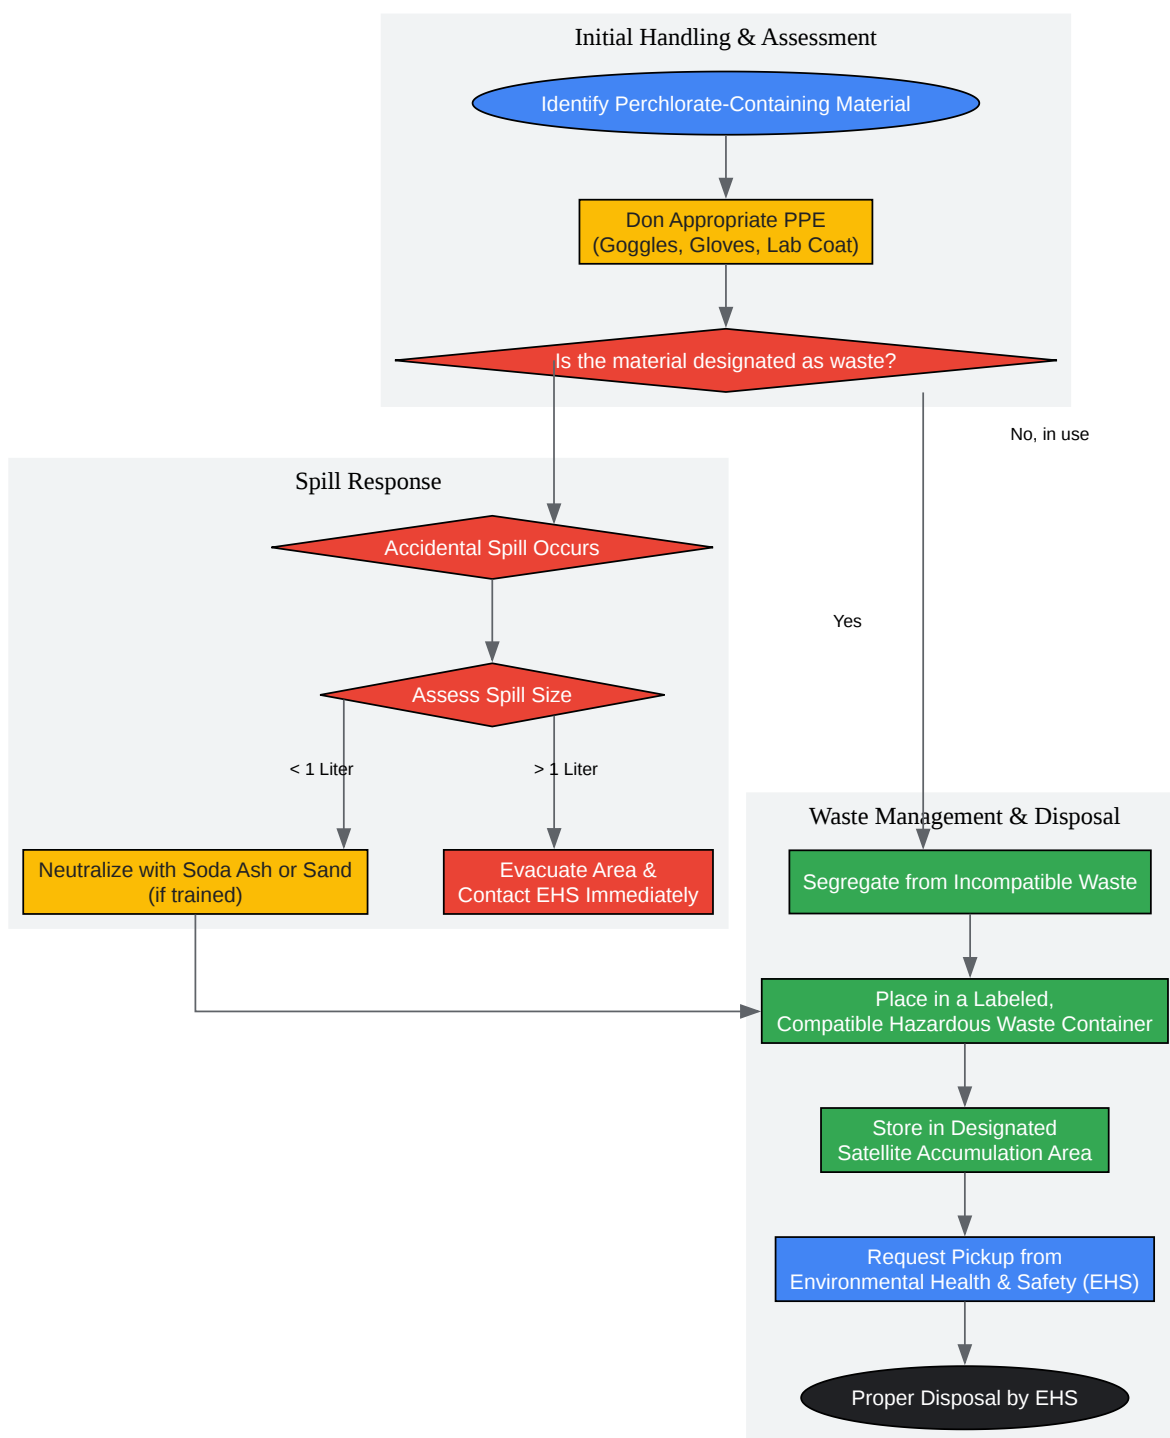 Initial Handling & Assessment
Identify Perchlorate-Containing Material
Don Appropriate PPE
(Goggles, Gloves, Lab Coat)
Is the material designated as waste?
No, in use
Spill Response
Accidental Spill Occurs
Yes
Assess Spill Size
< 1 Liter
> 1 Liter
Neutralize with Soda Ash or Sand
(if trained)
Evacuate Area &
Contact EHS Immediately
Waste Management & Disposal
Segregate from Incompatible Waste
Place in a Labeled,
Compatible Hazardous Waste Container
Store in Designated
Satellite Accumulation Area
Request Pickup from
Environmental Health & Safety (EHS)
Proper Disposal by EHS